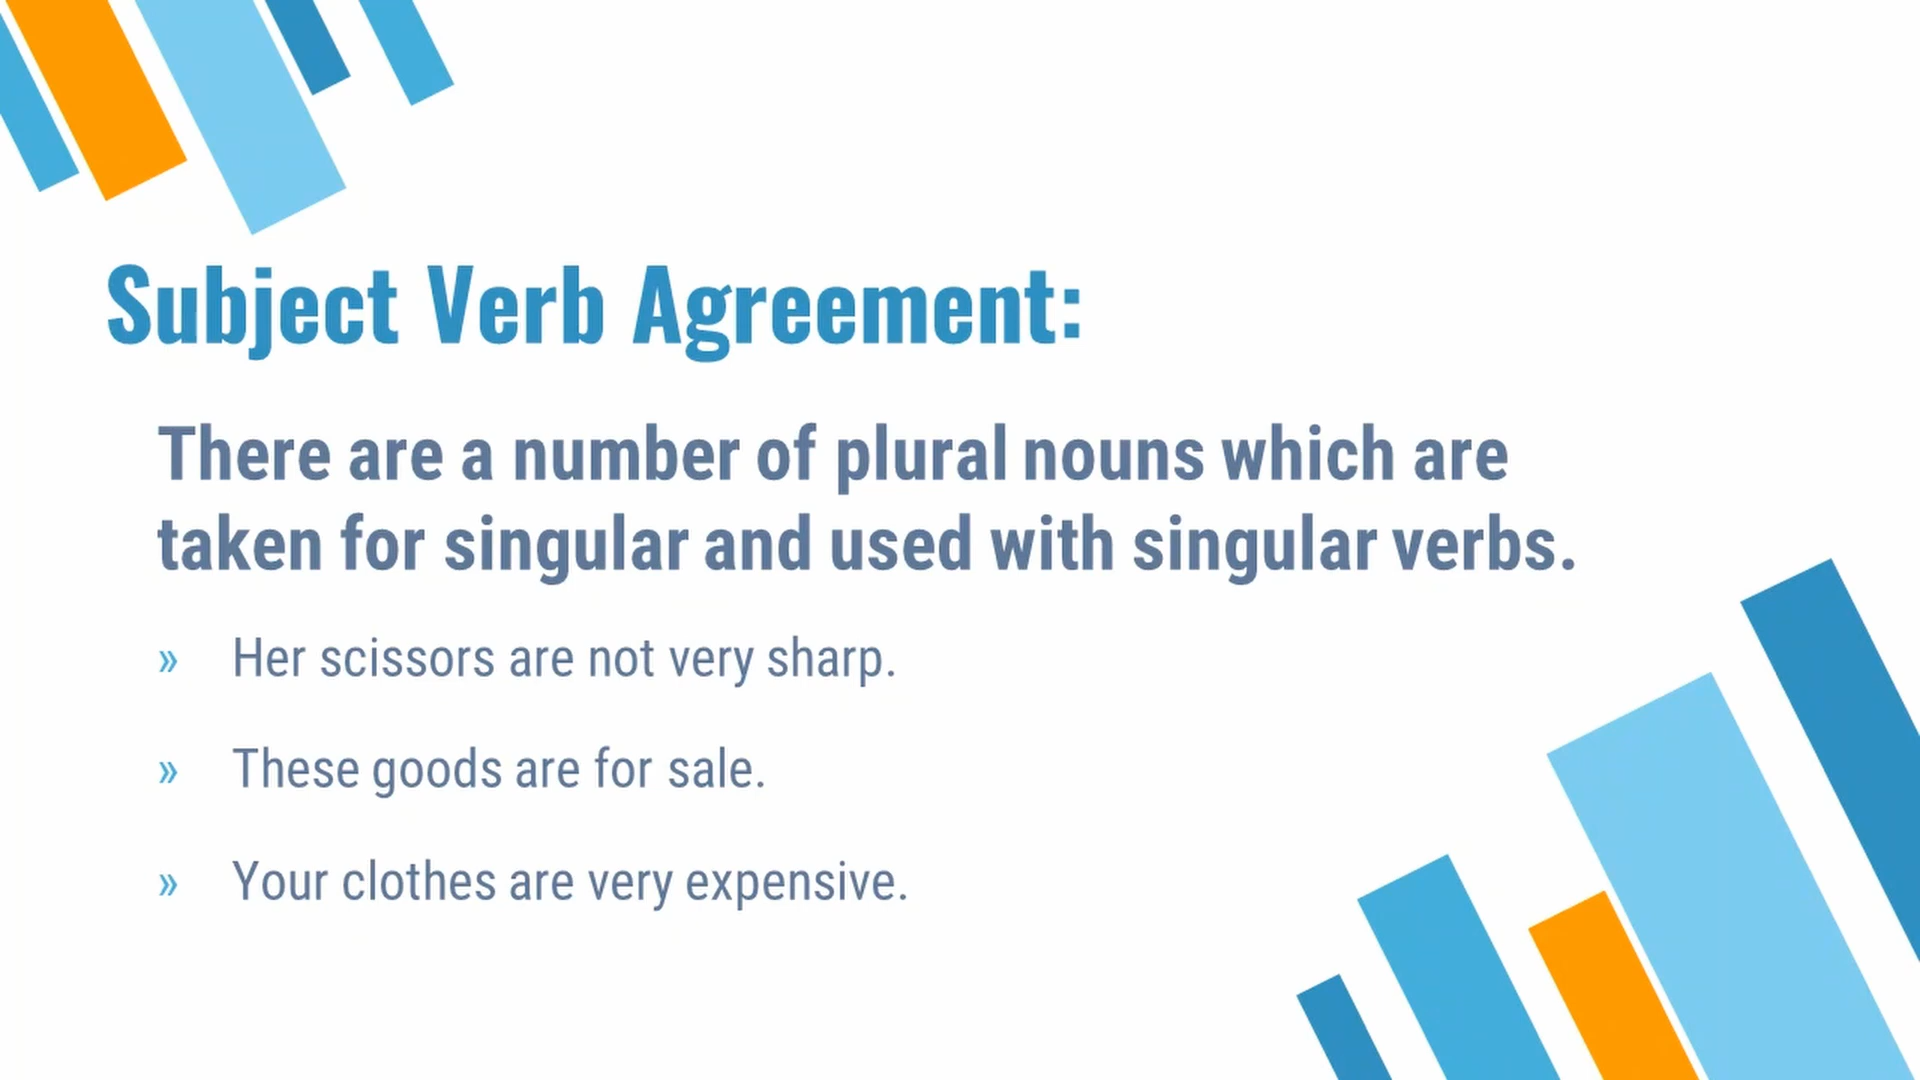 Subject Verb Agreement:
There are a number of plural nouns which are
taken for singular and used with singular verbs.
» Her scissors are not very sharp.
» These goods are for sale.
» Your clothes are very expensive.